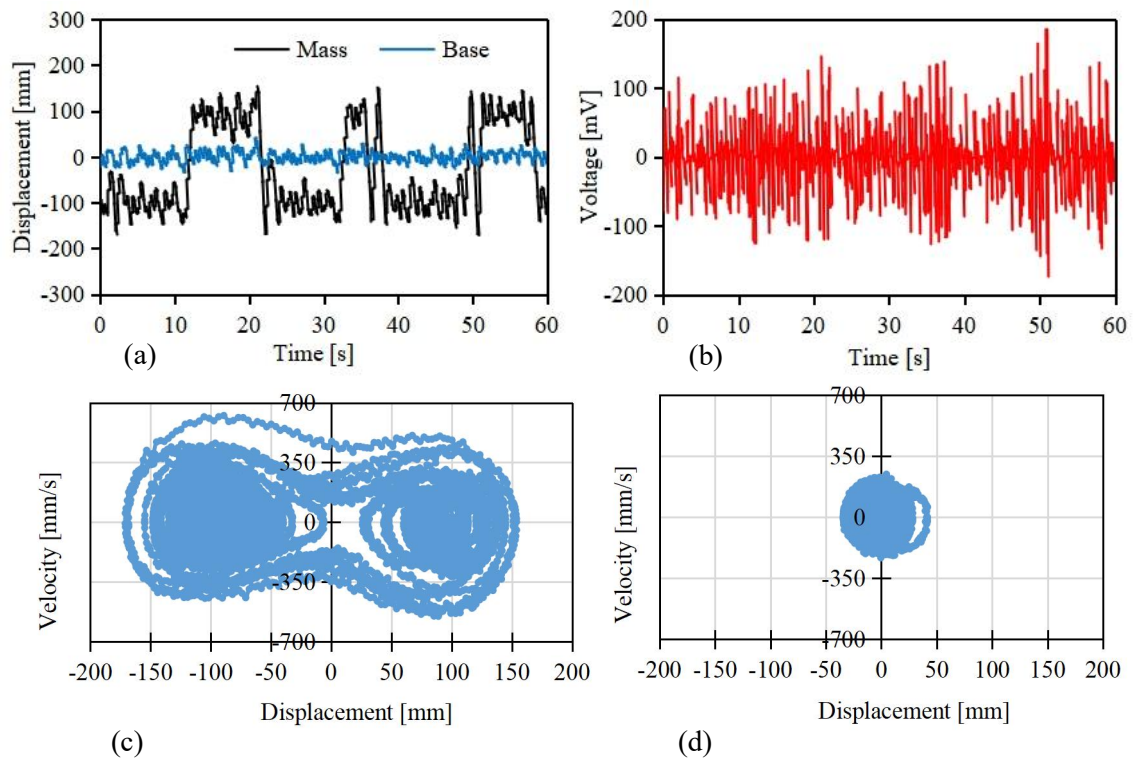 300
200
100
0
-100
-200
-300
Displacement [mm]
Mass
Base
0 10 20 30 40 50 60
Time [s]
(a)
200
100
0
-100
-200
Voltage [mV]
0 10 20 30 40 50 60
Time [s]
(b)
700
350
0
-350
-700
Velocity [mm/s]
-200 -150 -100 -50 0 50 100 150 200
Displacement [mm]
(c)
700
350
0
-350
-700
Velocity [mm/s]
-200 -150 -100 -50 0 50 100 150 200
Displacement [mm]
(d)